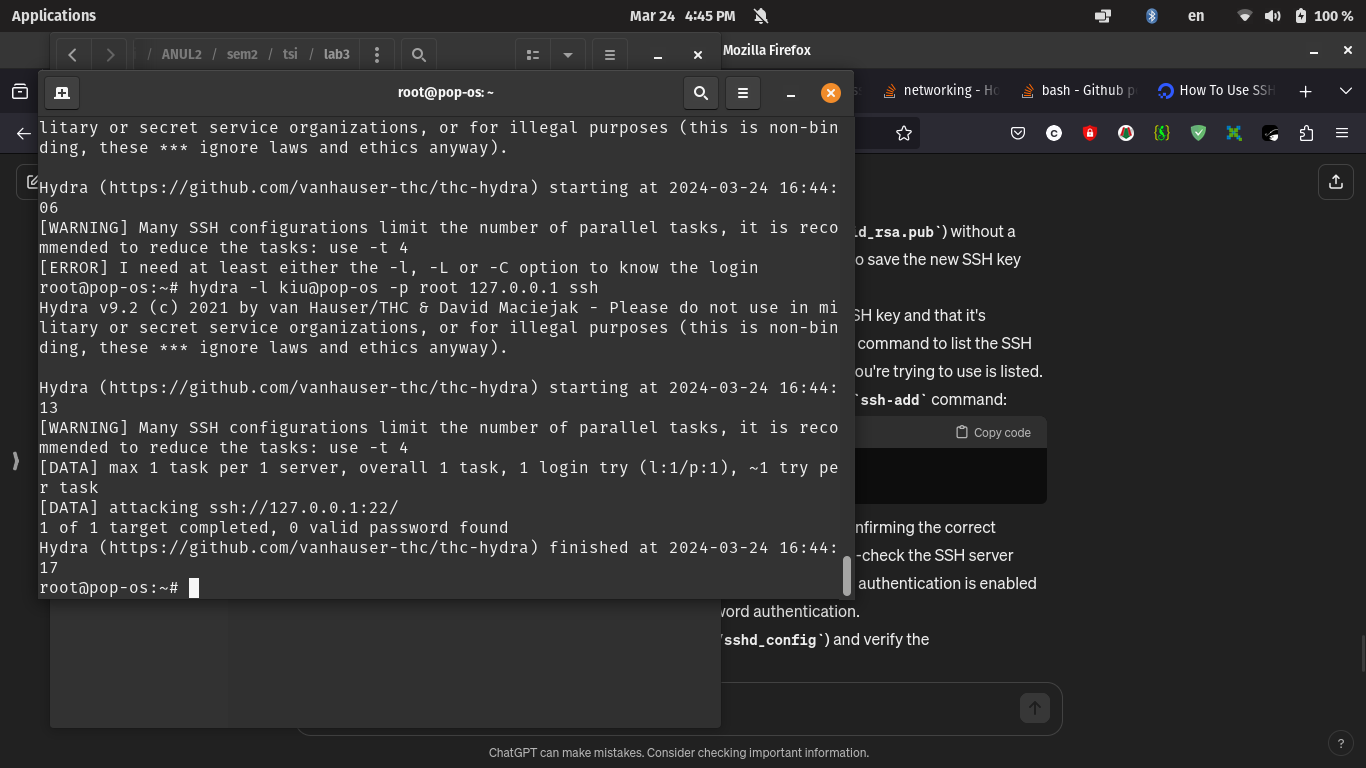 Applications
Mar 24 4:45 PM
en
100 %
/ ANUL2 / sem2 / tsi / lab3
Mozilla Firefox
root@pop-os: ~
networking - Ho
bash - Github p
How To Use SSH
litary or secret service organizations, or for illegal purposes (this is non-bin
ding, these *** ignore laws and ethics anyway).
Hydra (https://github.com/vanhauser-thc/thc-hydra) starting at 2024-03-24 16:44:
06
[WARNING] Many SSH configurations limit the number of parallel tasks, it is reco
mmended to reduce the tasks: use -t 4
[ERROR] I need at least either the -l, -L or -C option to know the login
root@pop-os:~# hydra -l kiu@pop-os -p root 127.0.0.1 ssh
Hydra v9.2 (c) 2021 by van Hauser/THC & David Maciejak - Please do not use in mi
litary or secret service organizations, or for illegal purposes (this is non-bin
ding, these *** ignore laws and ethics anyway).
Hydra (https://github.com/vanhauser-thc/thc-hydra) starting at 2024-03-24 16:44:
13
[WARNING] Many SSH configurations limit the number of parallel tasks, it is reco
mmended to reduce the tasks: use -t 4
[DATA] max 1 task per 1 server, overall 1 task, 1 login try (l:1/p:1), ~1 try pe
r task
[DATA] attacking ssh://127.0.0.1:22/
1 of 1 target completed, 0 valid password found
Hydra (https://github.com/vanhauser-thc/thc-hydra) finished at 2024-03-24 16:44:
17
root@pop-os:~#
id_rsa.pub`) without a
o save the new SSH key
SH key and that it's
command to list the SSH
ou're trying to use is listed.
`ssh-add` command:
Copy code
nfirming the correct
-check the SSH server
authentication is enabled
word authentication.
/sshd_config`) and verify the
ChatGPT can make mistakes. Consider checking important information.
?